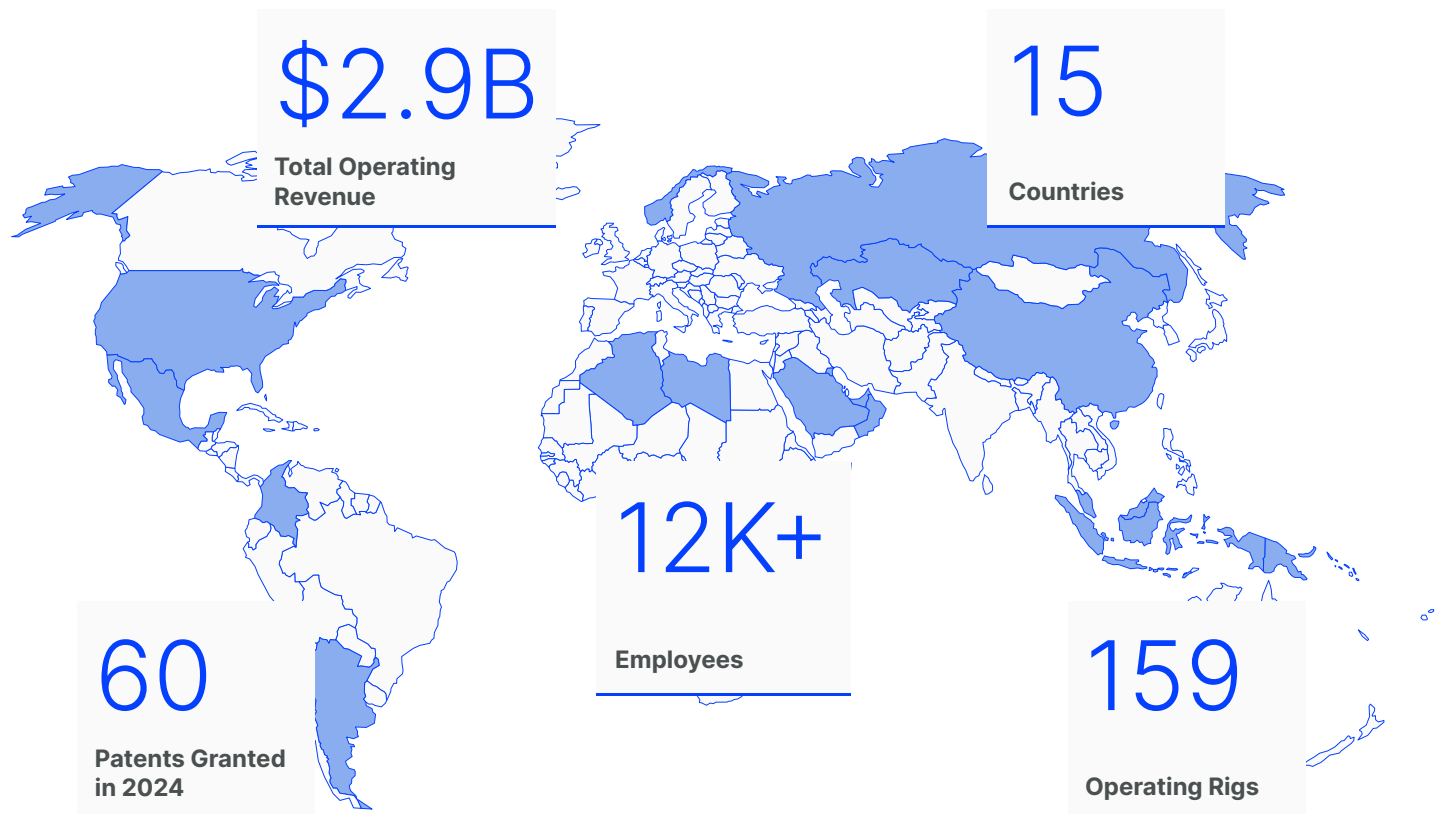 $2.9B
Total Operating
Revenue
15
Countries
12K+
Employees
60
Patents Granted
in 2024
159
Operating Rigs